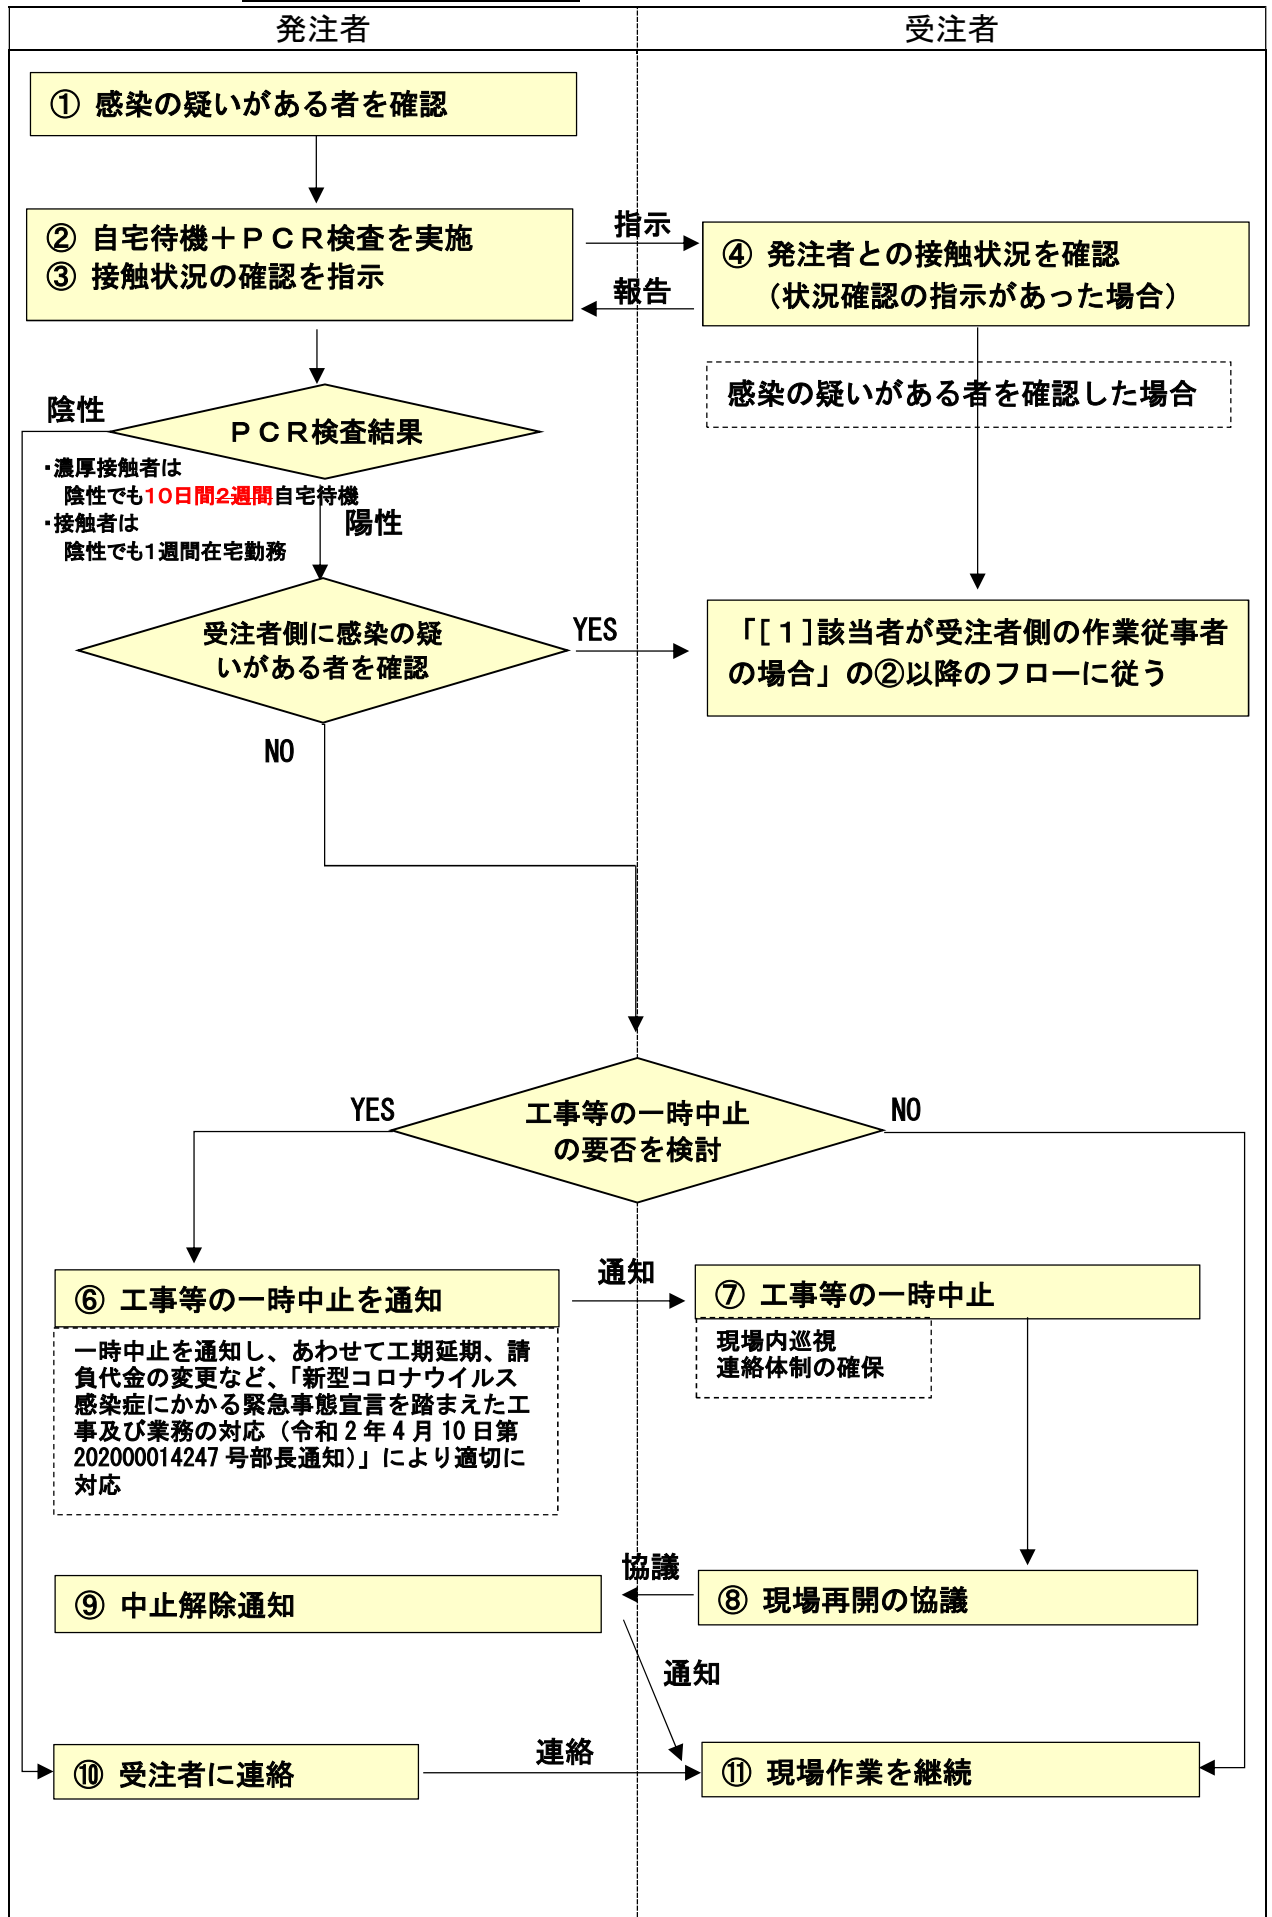 発注者
受注者
① 感染の疑いがある者を確認
② 自宅待機＋ＰＣＲ検査を実施
③ 接触状況の確認を指示
指示
報告
④ 発注者との接触状況を確認
（状況確認の指示があった場合）
感染の疑いがある者を確認した場合
陰性
ＰＣＲ検査結果
・濃厚接触者は
陰性でも10日間2週間自宅待機
・接触者は
陰性でも1週間在宅勤務
陽性
受注者側に感染の疑
いがある者を確認
YES
「[１]該当者が受注者側の作業従事者
の場合」の②以降のフローに従う
NO
YES
工事等の一時中止
の要否を検討
NO
⑥ 工事等の一時中止を通知
通知
⑦ 工事等の一時中止
一時中止を通知し、あわせて工期延期、請
負代金の変更など、「新型コロナウイルス
感染症にかかる緊急事態宣言を踏まえた工
事及び業務の対応（令和２年４月10日第
202000014247号部長通知）」により適切に
対応
現場内巡視
連絡体制の確保
協議
⑨ 中止解除通知
⑧ 現場再開の協議
通知
⑩ 受注者に連絡
連絡
⑪ 現場作業を継続